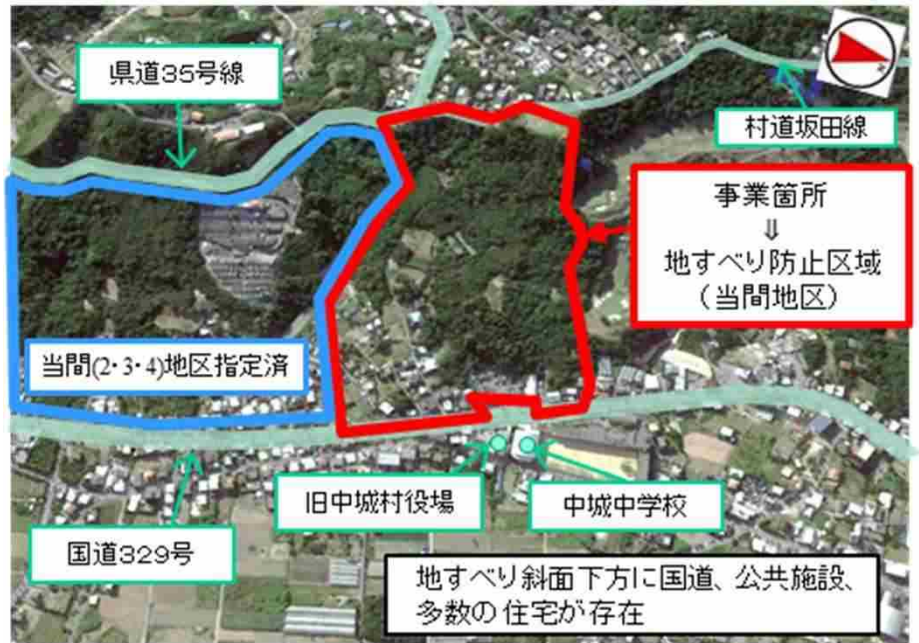 県道35号線
村道坂田線
事業箇所
⇓
地すべり防止区域
（当間地区）
当間(2･3･4)地区指定済
旧中城村役場
中城中学校
国道329号
地すべり斜面下方に国道、公共施設、
多数の住宅が存在